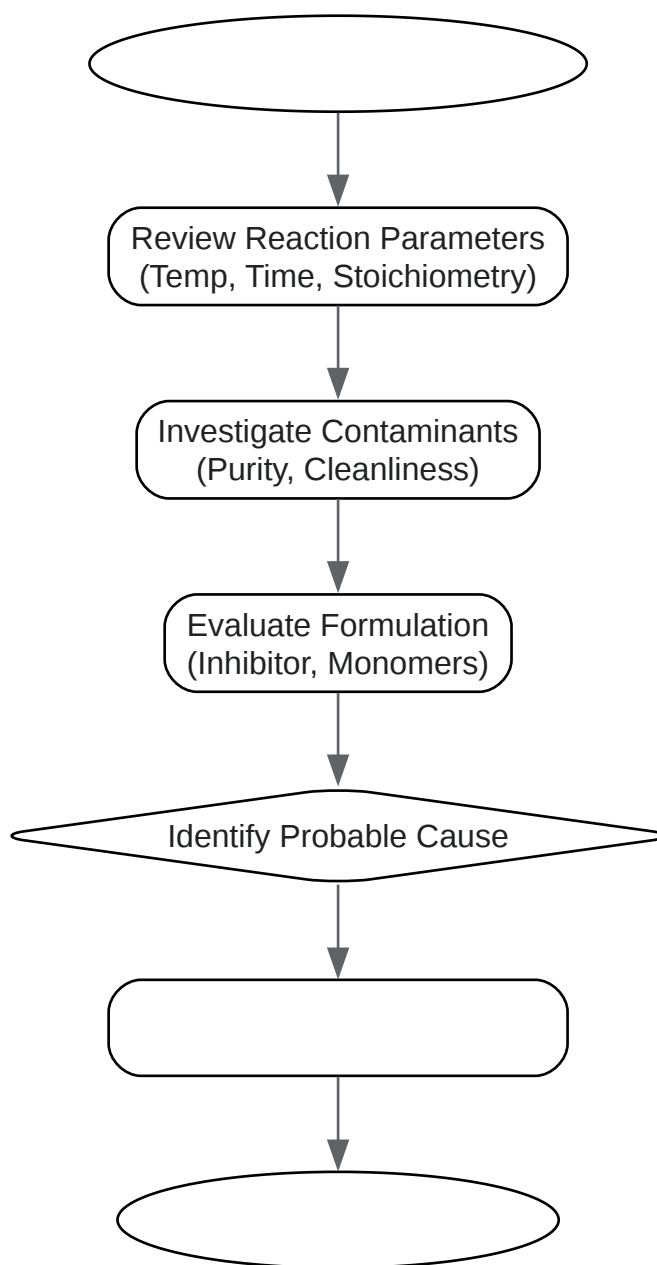 Review Reaction Parameters
(Temp, Time, Stoichiometry)
Investigate Contaminants
(Purity, Cleanliness)
Evaluate Formulation
(Inhibitor, Monomers)
Identify Probable Cause